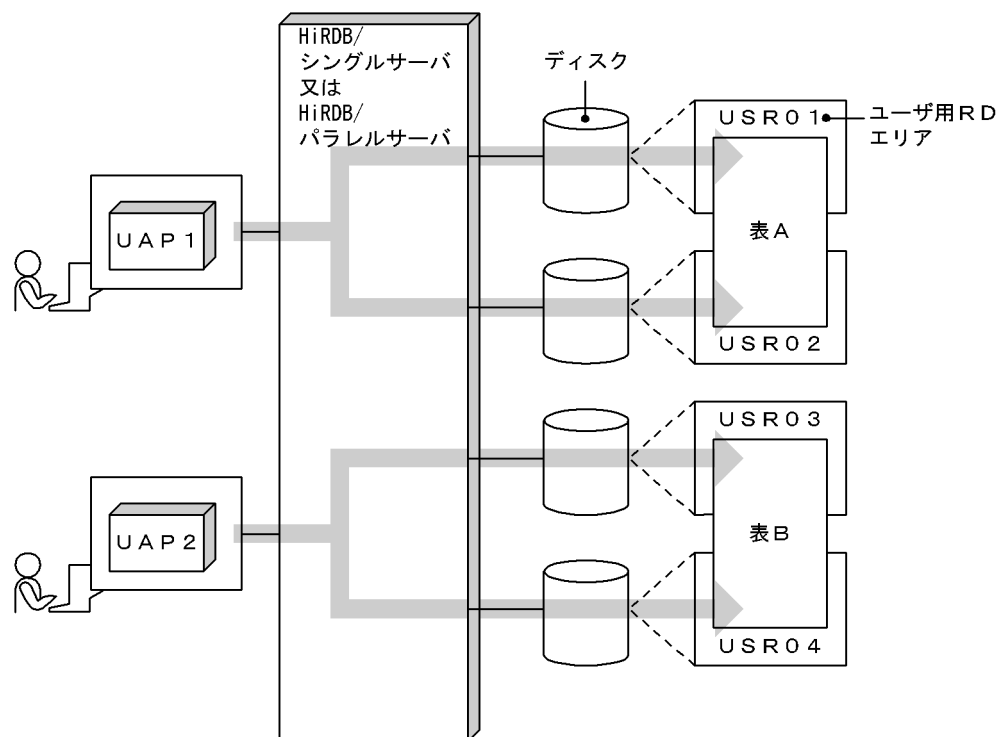 HiRDB/
シングルサーバ
又は
HiRDB/
パラレルサーバ
ディスク
USR01
ユーザ用RD
エリア
UAP1
表A
USR02
USR03
UAP2
表B
USR04